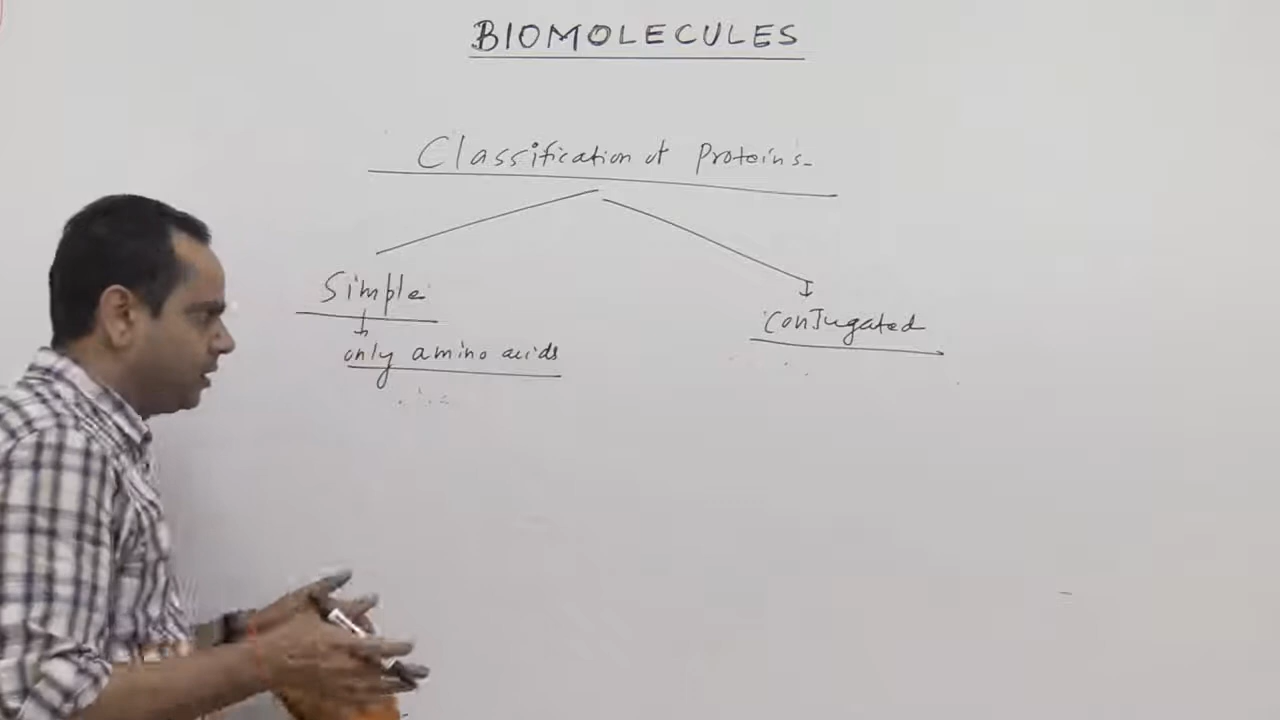 BIOMOLECULES
Classification of Proteins
Simple
Conjugated
only amino acids